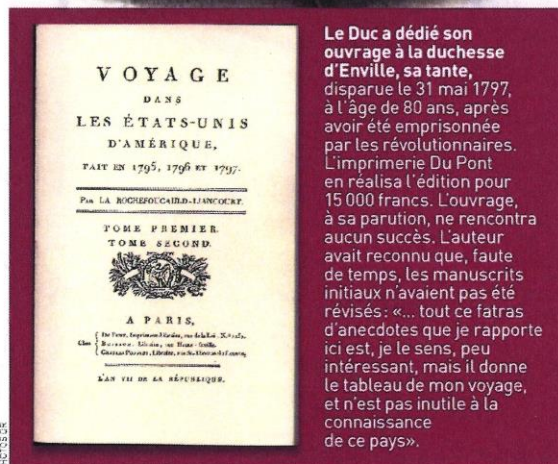 VOYAGE
DANS
LES ÉTATS-UNIS
D'AMÉRIQUE,
FAIT EN 1795, 1796 ET 1797.
PAR LA ROCHEFOUCAULD-LIANCOURT.
TOME PREMIER.
TOME SECOND.
A PARIS,
Chez
L'AN VII DE LA RÉPUBLIQUE.
Le Duc a dédié son
ouvrage à la duchesse
d'Enville, sa tante,
disparue le 31 mai 1797,
à l'âge de 80 ans, après
avoir été emprisonnée
par les révolutionnaires.
L'imprimerie Du Pont
en réalisa l'édition pour
15 000 francs. L'ouvrage,
à sa parution, ne rencontra
aucun succès. L'auteur
avait reconnu que, faute
de temps, les manuscrits
initiaux n'avaient pas été
révisés : «... tout ce fatras
d'anecdotes que je rapporte
ici est, je le sens, peu
intéressant, mais il donne
le tableau de mon voyage,
et n'est pas inutile à la
connaissance
de ce pays».